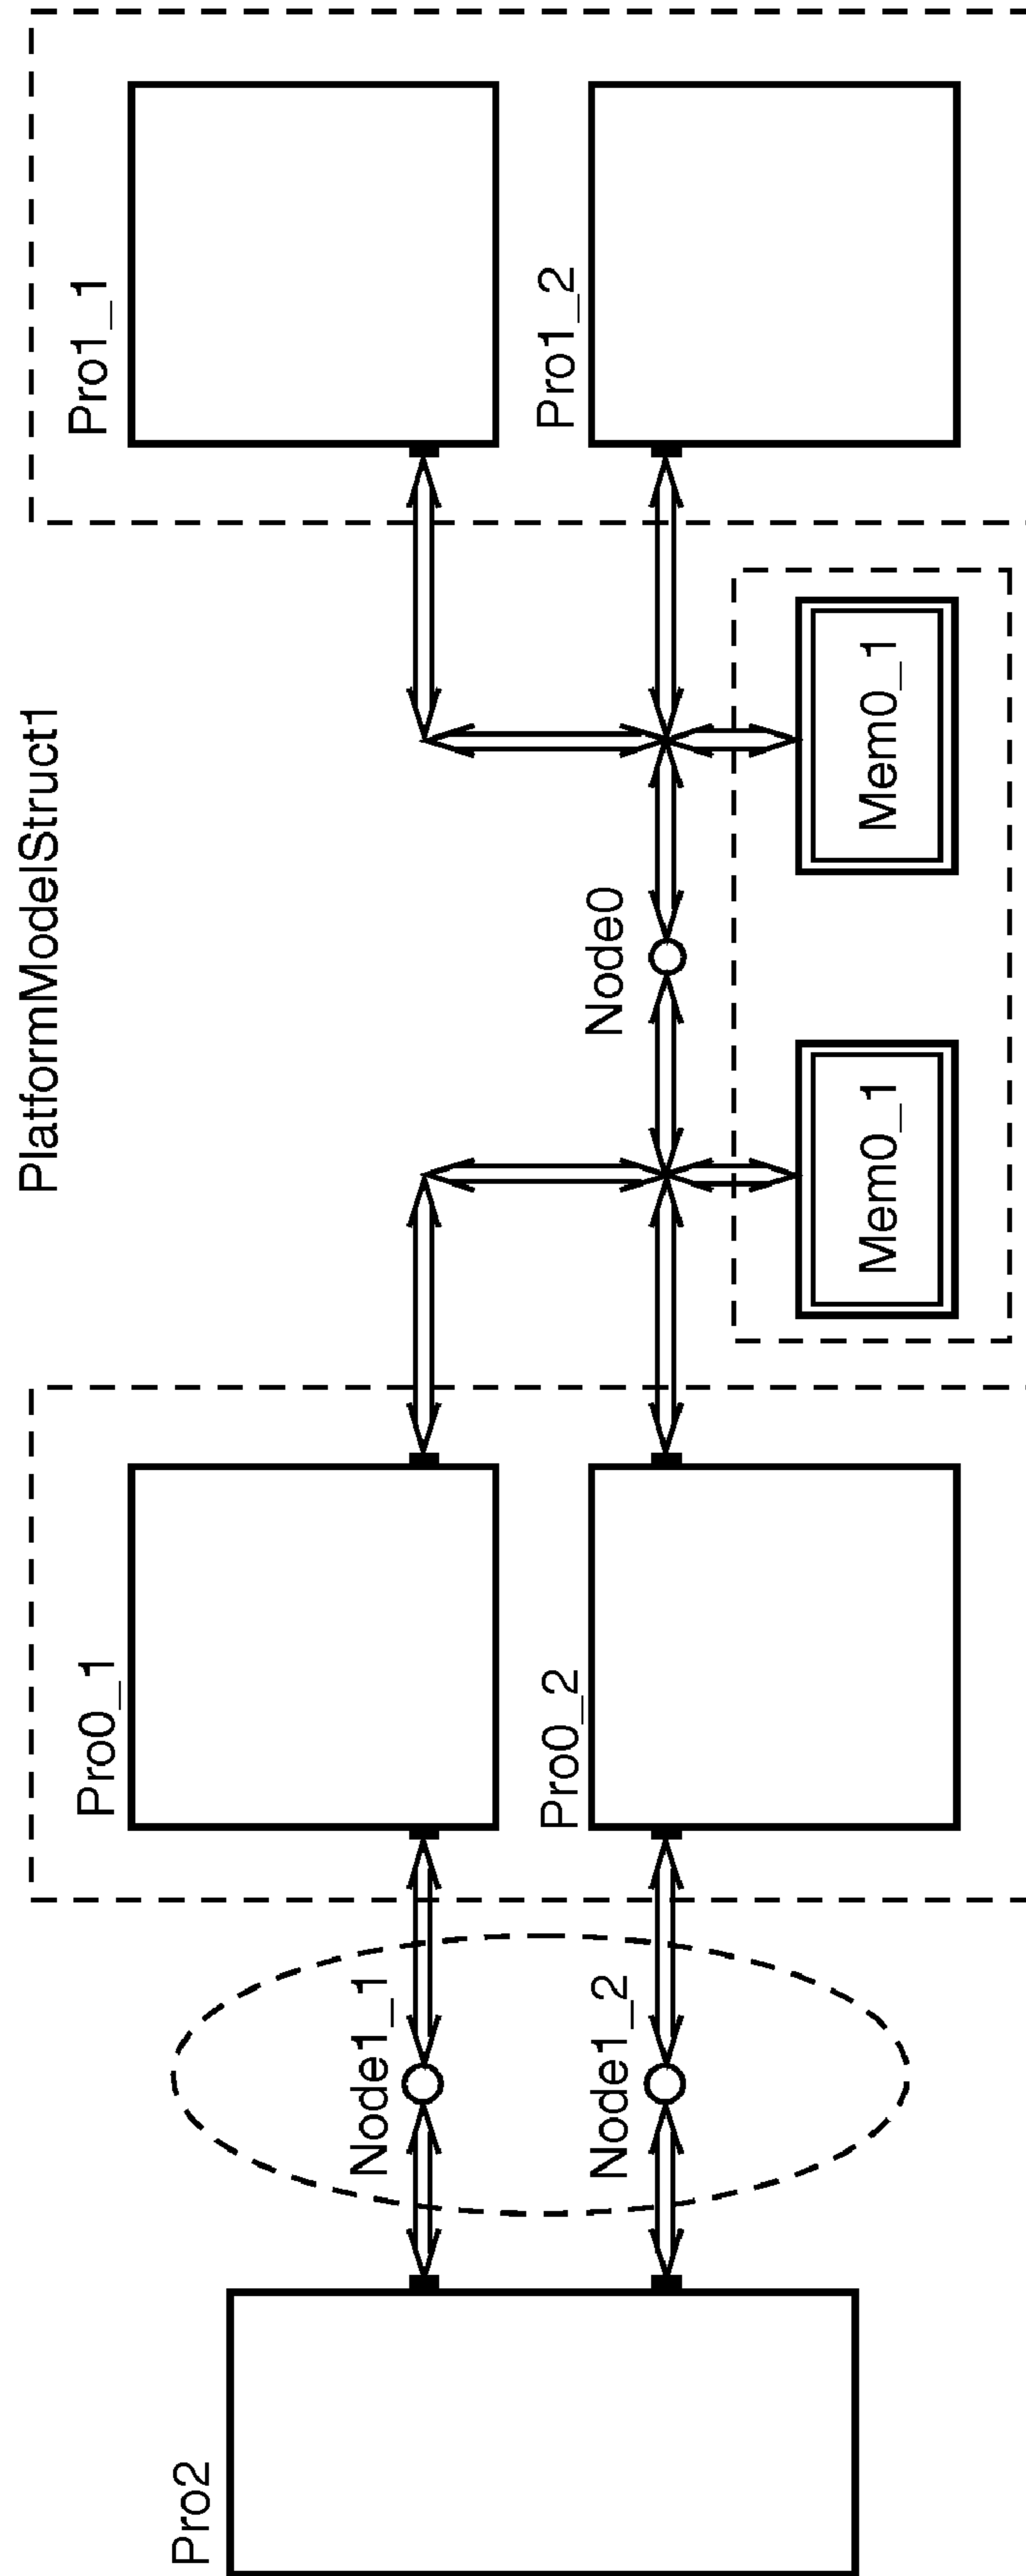 PlatformModelStruct1
Pro2
Node1_1
Node1_2
Pro0_1
Pro0_2
Node0
Mem0_1
Mem0_1
Pro1_1
Pro1_2